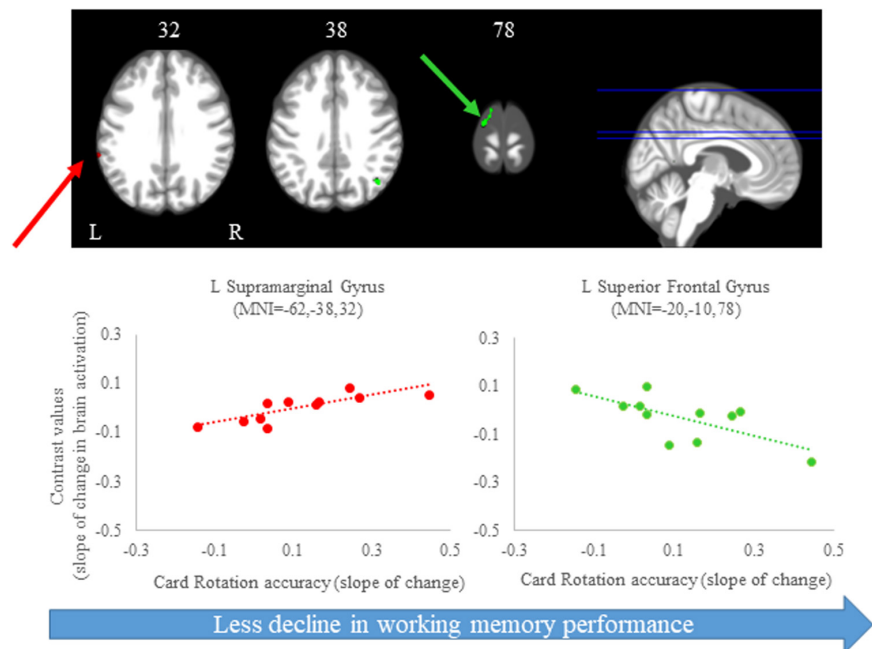 32 38 78
L R
L Supramarginal Gyrus
(MNI=-62,-38,32)
L Superior Frontal Gyrus
(MNI=-20,-10,78)
Contrast values
(slope of change in brain activation)
0.3
0.1
-0.1
-0.3
-0.5
-0.3 -0.1 0.1 0.3 0.5
Card Rotation accuracy (slope of change)
0.3
0.1
-0.1
-0.3
-0.5
-0.3 -0.1 0.1 0.3 0.5
Card Rotation accuracy (slope of change)
Less decline in working memory performance